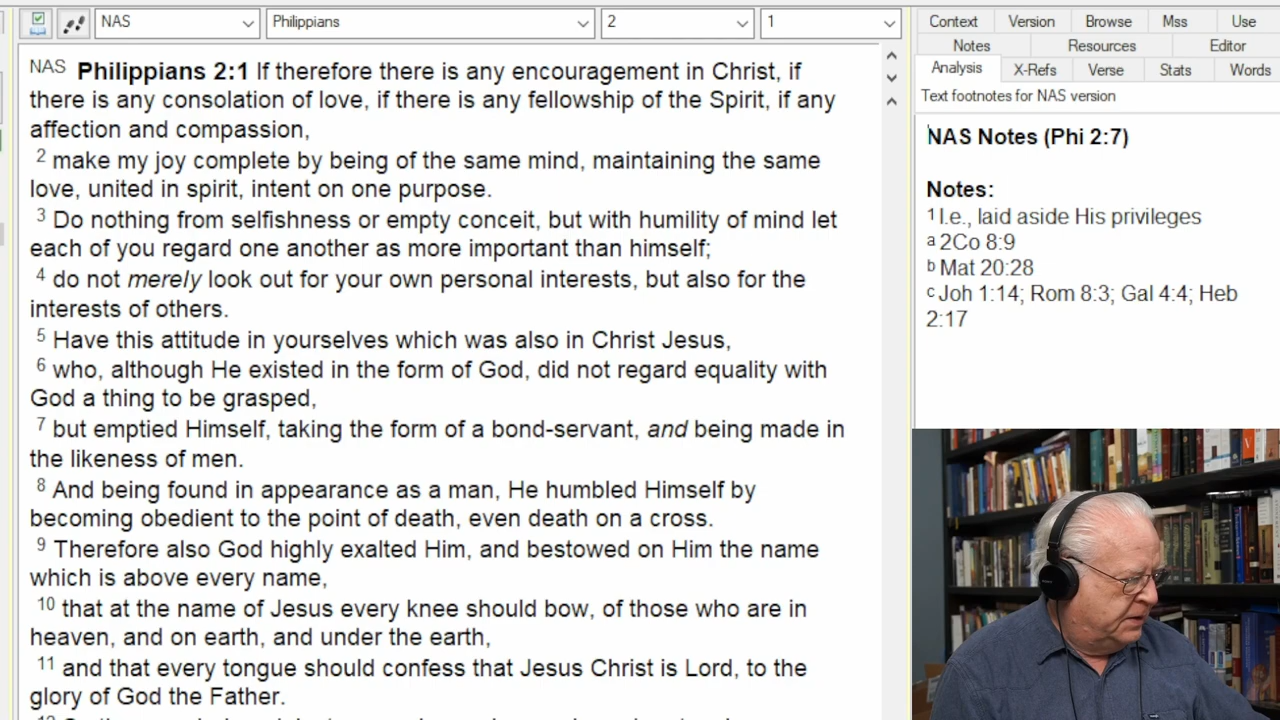 NAS Philippians 2 1
NAS Philippians 2:1 If therefore there is any encouragement in Christ, if
there is any consolation of love, if there is any fellowship of the Spirit, if any
affection and compassion,
2 make my joy complete by being of the same mind, maintaining the same
love, united in spirit, intent on one purpose.
3 Do nothing from selfishness or empty conceit, but with humility of mind let
each of you regard one another as more important than himself;
4 do not merely look out for your own personal interests, but also for the
interests of others.
5 Have this attitude in yourselves which was also in Christ Jesus,
6 who, although He existed in the form of God, did not regard equality with
God a thing to be grasped,
7 but emptied Himself, taking the form of a bond-servant, and being made in
the likeness of men.
8 And being found in appearance as a man, He humbled Himself by
becoming obedient to the point of death, even death on a cross.
9 Therefore also God highly exalted Him, and bestowed on Him the name
which is above every name,
10 that at the name of Jesus every knee should bow, of those who are in
heaven, and on earth, and under the earth,
11 and that every tongue should confess that Jesus Christ is Lord, to the
glory of God the Father.
Context Version Browse Mss Use
Notes Resources Editor
Analysis X-Refs Verse Stats Words
Text footnotes for NAS version
NAS Notes (Phi 2:7)
Notes:
1 I.e., laid aside His privileges
a 2Co 8:9
b Mat 20:28
c Joh 1:14; Rom 8:3; Gal 4:4; Heb
2:17